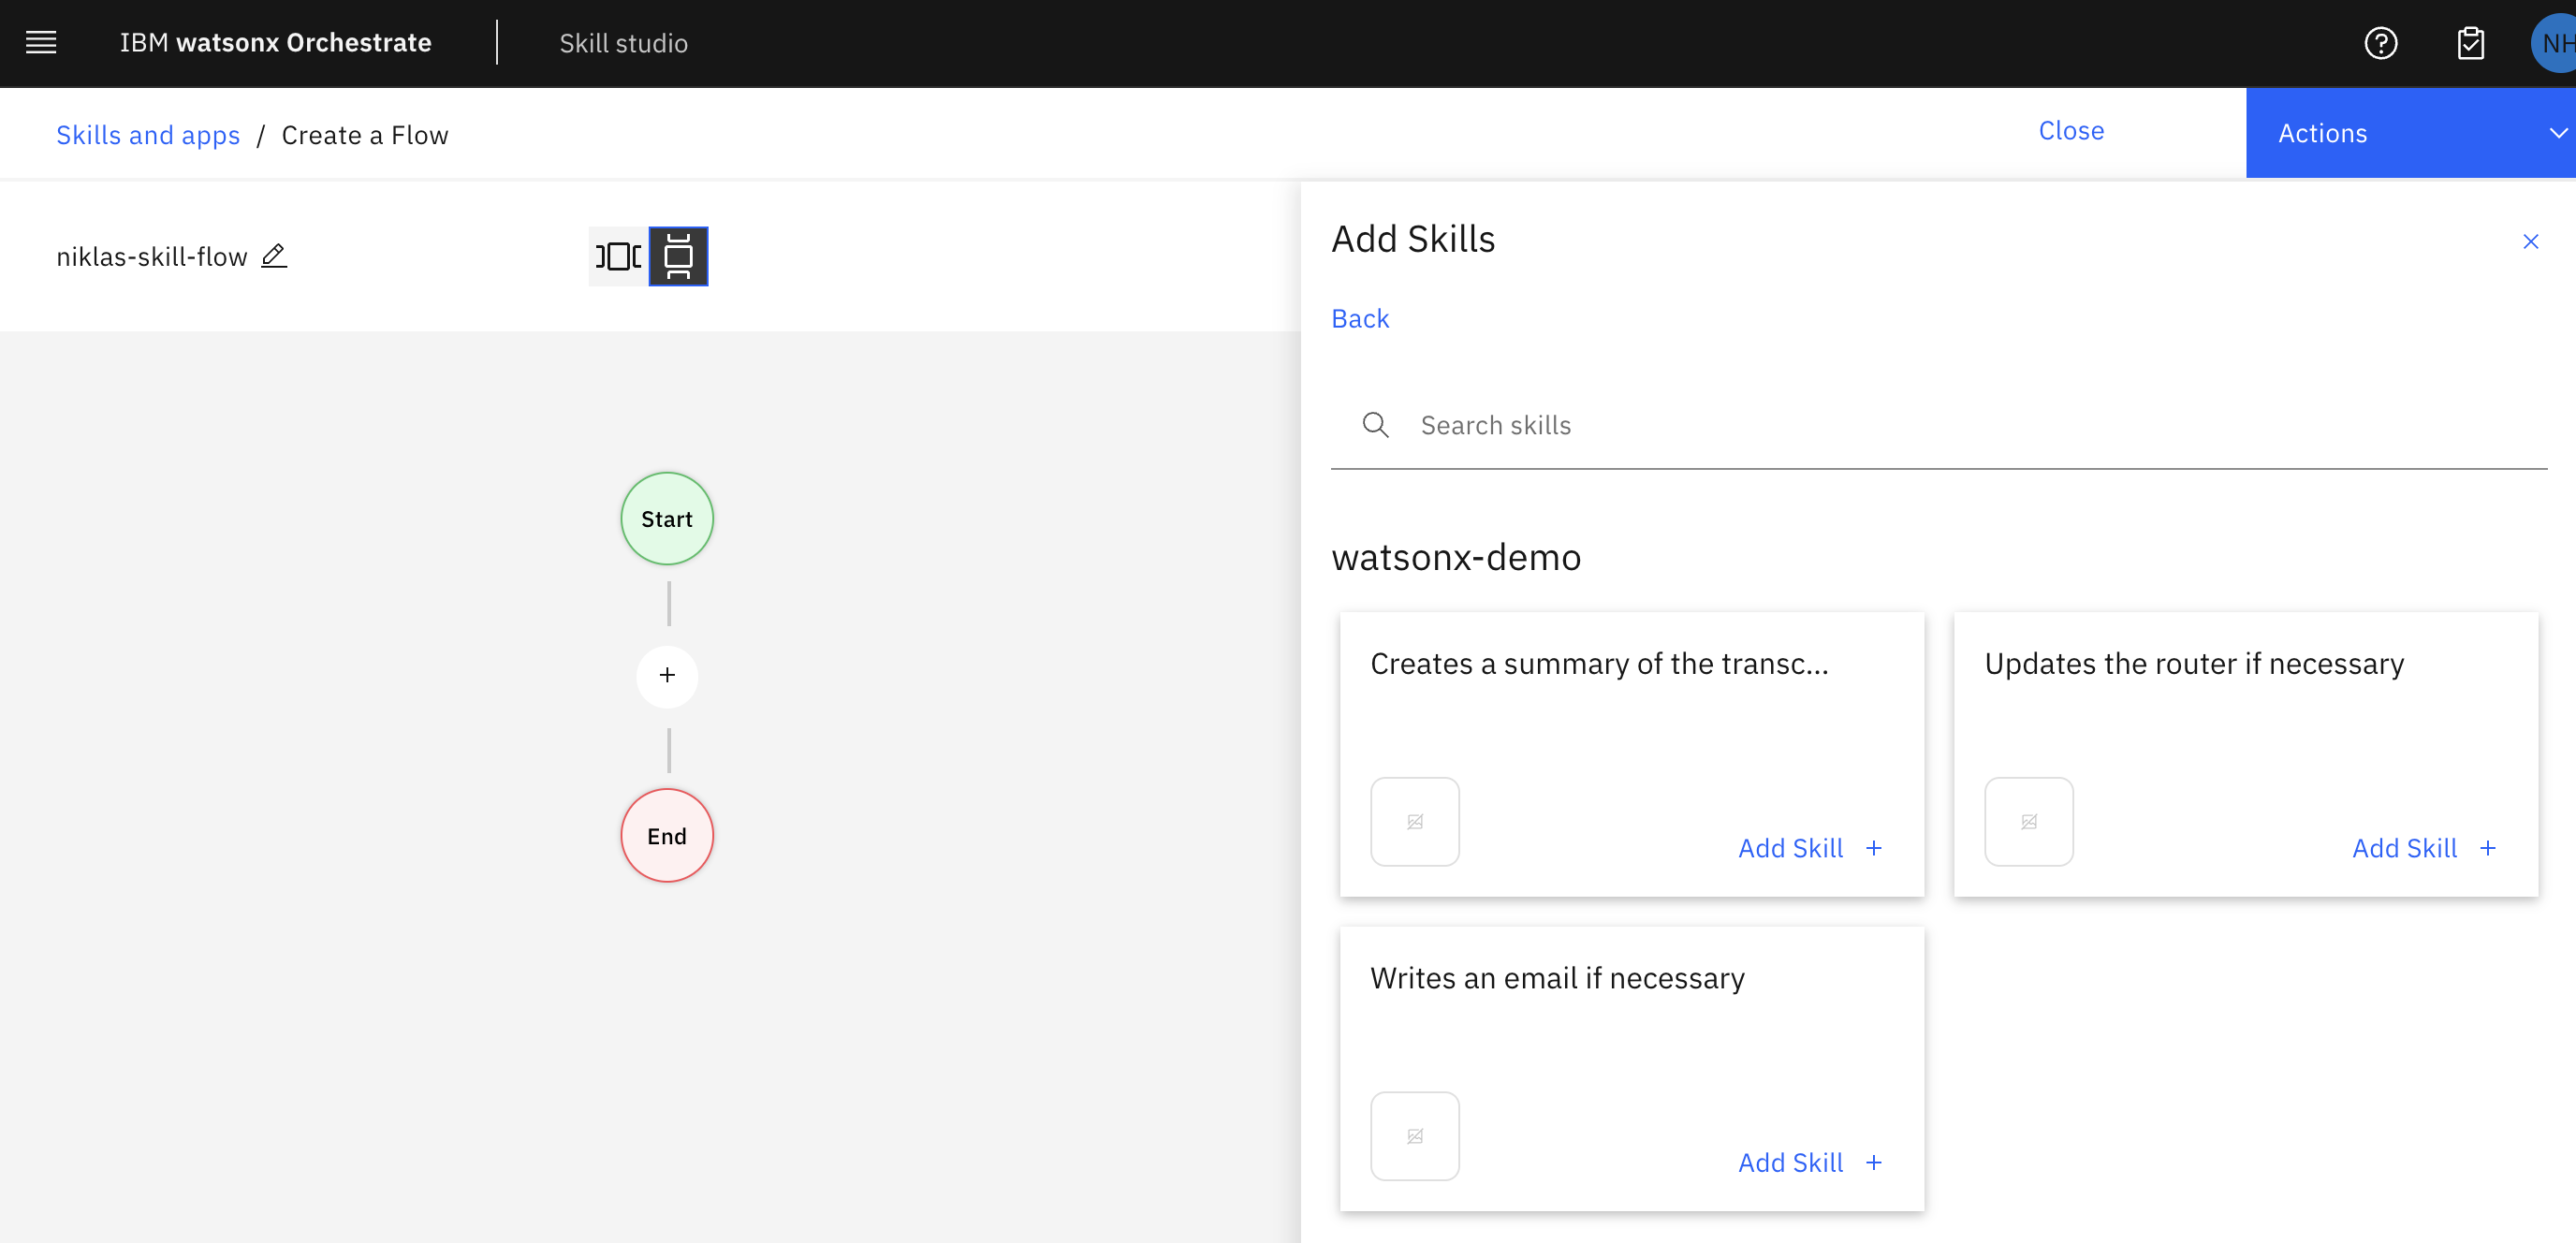 IBM watsonx Orchestrate
Skill studio
NH
Skills and apps / Create a Flow
Close
Actions
niklas-skill-flow
Start
+
End
Add Skills
Back
Search skills
watsonx-demo
Creates a summary of the transc...
Add Skill +
Updates the router if necessary
Add Skill +
Writes an email if necessary
Add Skill +